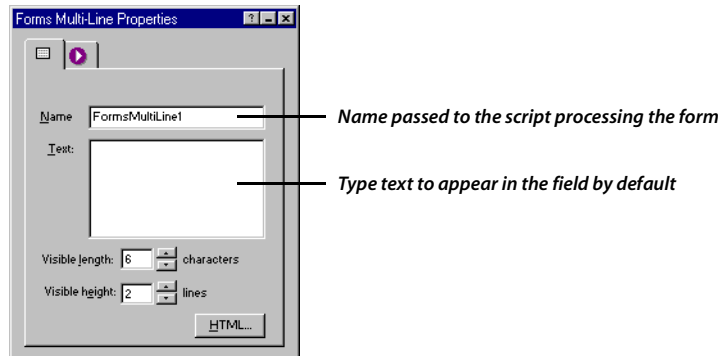 Forms Multi-Line Properties
Name FormsMultiLine1
Name passed to the script processing the form
Text:
Type text to appear in the field by default
Visible length: 6 characters
Visible height: 2 lines
HTML...